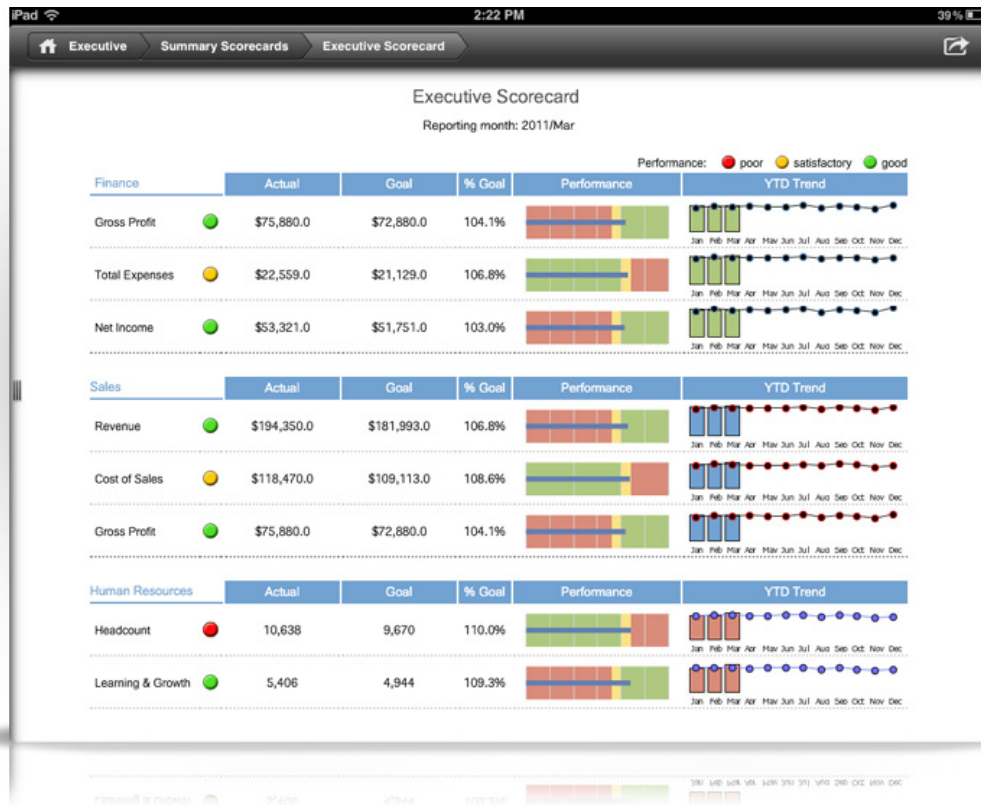 iPad 2:22 PM 39%
Executive Summary Scorecards Executive Scorecard
Executive Scorecard
Reporting month: 2011/Mar
Performance: poor satisfactory good
Finance Actual Goal % Goal Performance YTD Trend
Gross Profit $75,880.0 $72,880.0 104.1%
Jan Feb Mar Apr May Jun Jul Aug Sep Oct Nov Dec
Total Expenses $22,559.0 $21,129.0 106.8%
Jan Feb Mar Apr May Jun Jul Aug Sep Oct Nov Dec
Net Income $53,321.0 $51,751.0 103.0%
Jan Feb Mar Apr May Jun Jul Aug Sep Oct Nov Dec
Sales Actual Goal % Goal Performance YTD Trend
Revenue $194,350.0 $181,993.0 106.8%
Jan Feb Mar Apr May Jun Jul Aug Sep Oct Nov Dec
Cost of Sales $118,470.0 $109,113.0 108.6%
Jan Feb Mar Apr May Jun Jul Aug Sep Oct Nov Dec
Gross Profit $75,880.0 $72,880.0 104.1%
Jan Feb Mar Apr May Jun Jul Aug Sep Oct Nov Dec
Human Resources Actual Goal % Goal Performance YTD Trend
Headcount 10,638 9,670 110.0%
Jan Feb Mar Apr May Jun Jul Aug Sep Oct Nov Dec
Learning & Growth 5,406 4,944 109.3%
Jan Feb Mar Apr May Jun Jul Aug Sep Oct Nov Dec